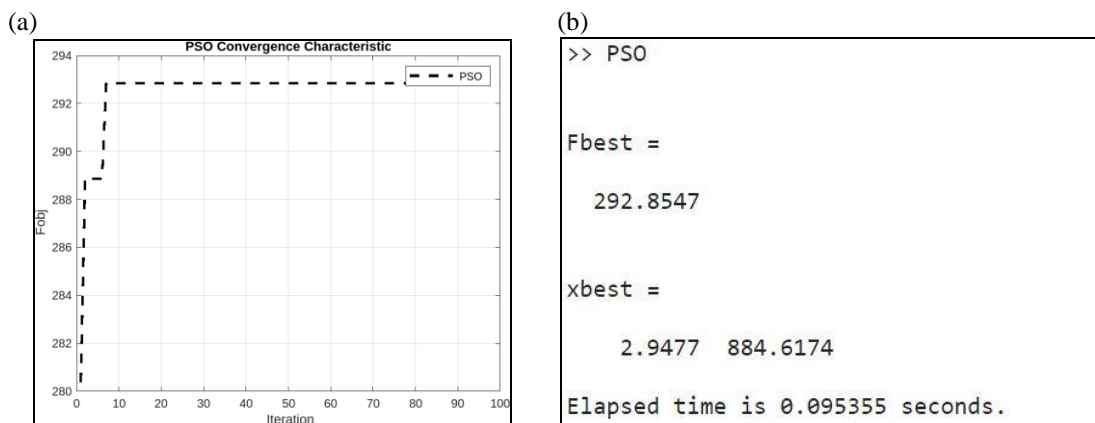 (a)
PSO Convergence Characteristic
294
292
290
288
286
284
282
280
Fobj
0 10 20 30 40 50 60 70 80 90 100
Iteration
PSO
(b)
>> PSO
Fbest =
292.8547
xbest =
2.9477 884.6174
Elapsed time is 0.095355 seconds.